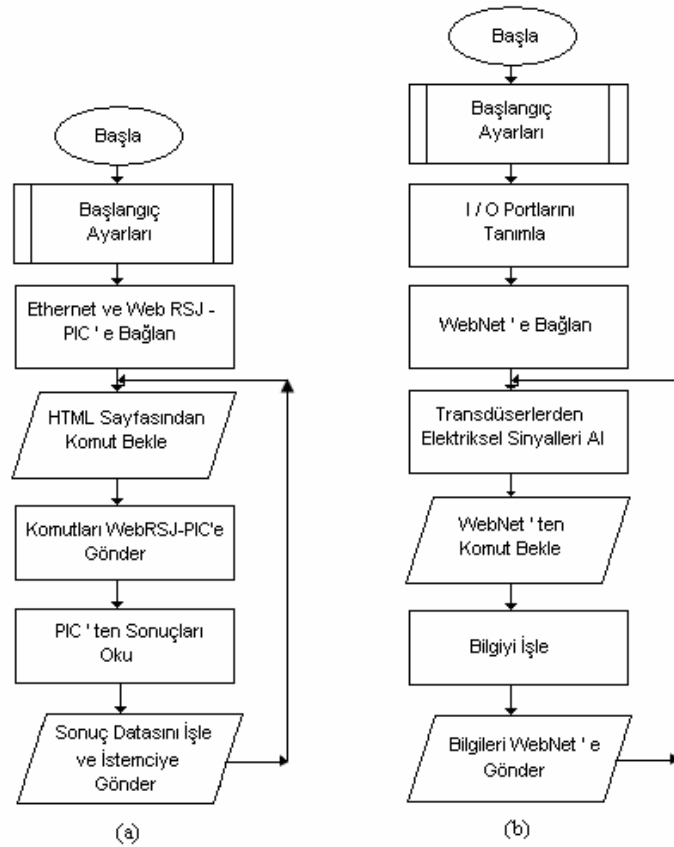 Başla
Başlangıç
Ayarları
Ethernet ve Web RSJ -
PIC ' e Bağlan
HTML Sayfasından
Komut Bekle
Komutları WebRSJ-PIC'e
Gönder
PIC ' ten Sonuçları
Oku
Sonuç Datasını İşle
ve İstemciye
Gönder
(a)
Başla
Başlangıç
Ayarları
I / O Portlarını
Tanımla
WebNet ' e Bağlan
Transdüserlerden
Elektriksel Sinyalleri Al
WebNet ' ten
Komut Bekle
Bilgiyi İşle
Bilgileri WebNet ' e
Gönder
(b)